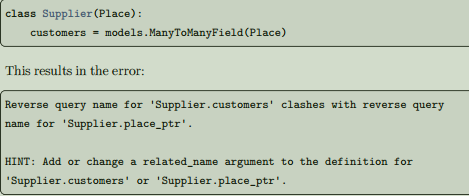 class Supplier(Place):
    customers = models.ManyToManyField(Place)
This results in the error:
Reverse query name for 'Supplier.customers' clashes with reverse query
name for 'Supplier.place_ptr'.
HINT: Add or change a related_name argument to the definition for
'Supplier.customers' or 'Supplier.place_ptr'.